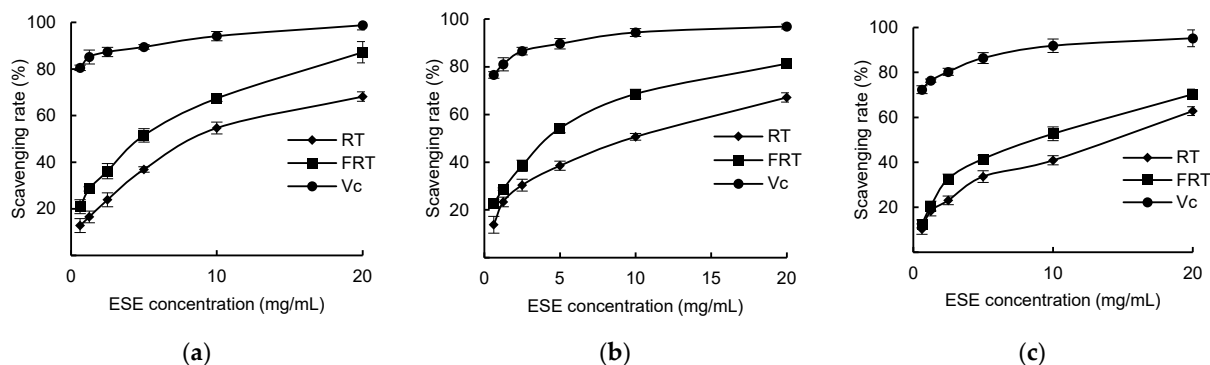 100
80
60
40
20
0
10
20
Scavenging rate (%)
ESE concentration (mg/mL)
RT
FRT
Vc
(a)
100
80
60
40
20
0
5
10
15
20
Scavenging rate (%)
ESE concentration (mg/mL)
RT
FRT
Vc
(b)
100
80
60
40
20
0
10
20
Scavenging rate (%)
ESE concentration (mg/mL)
RT
FRT
Vc
(c)